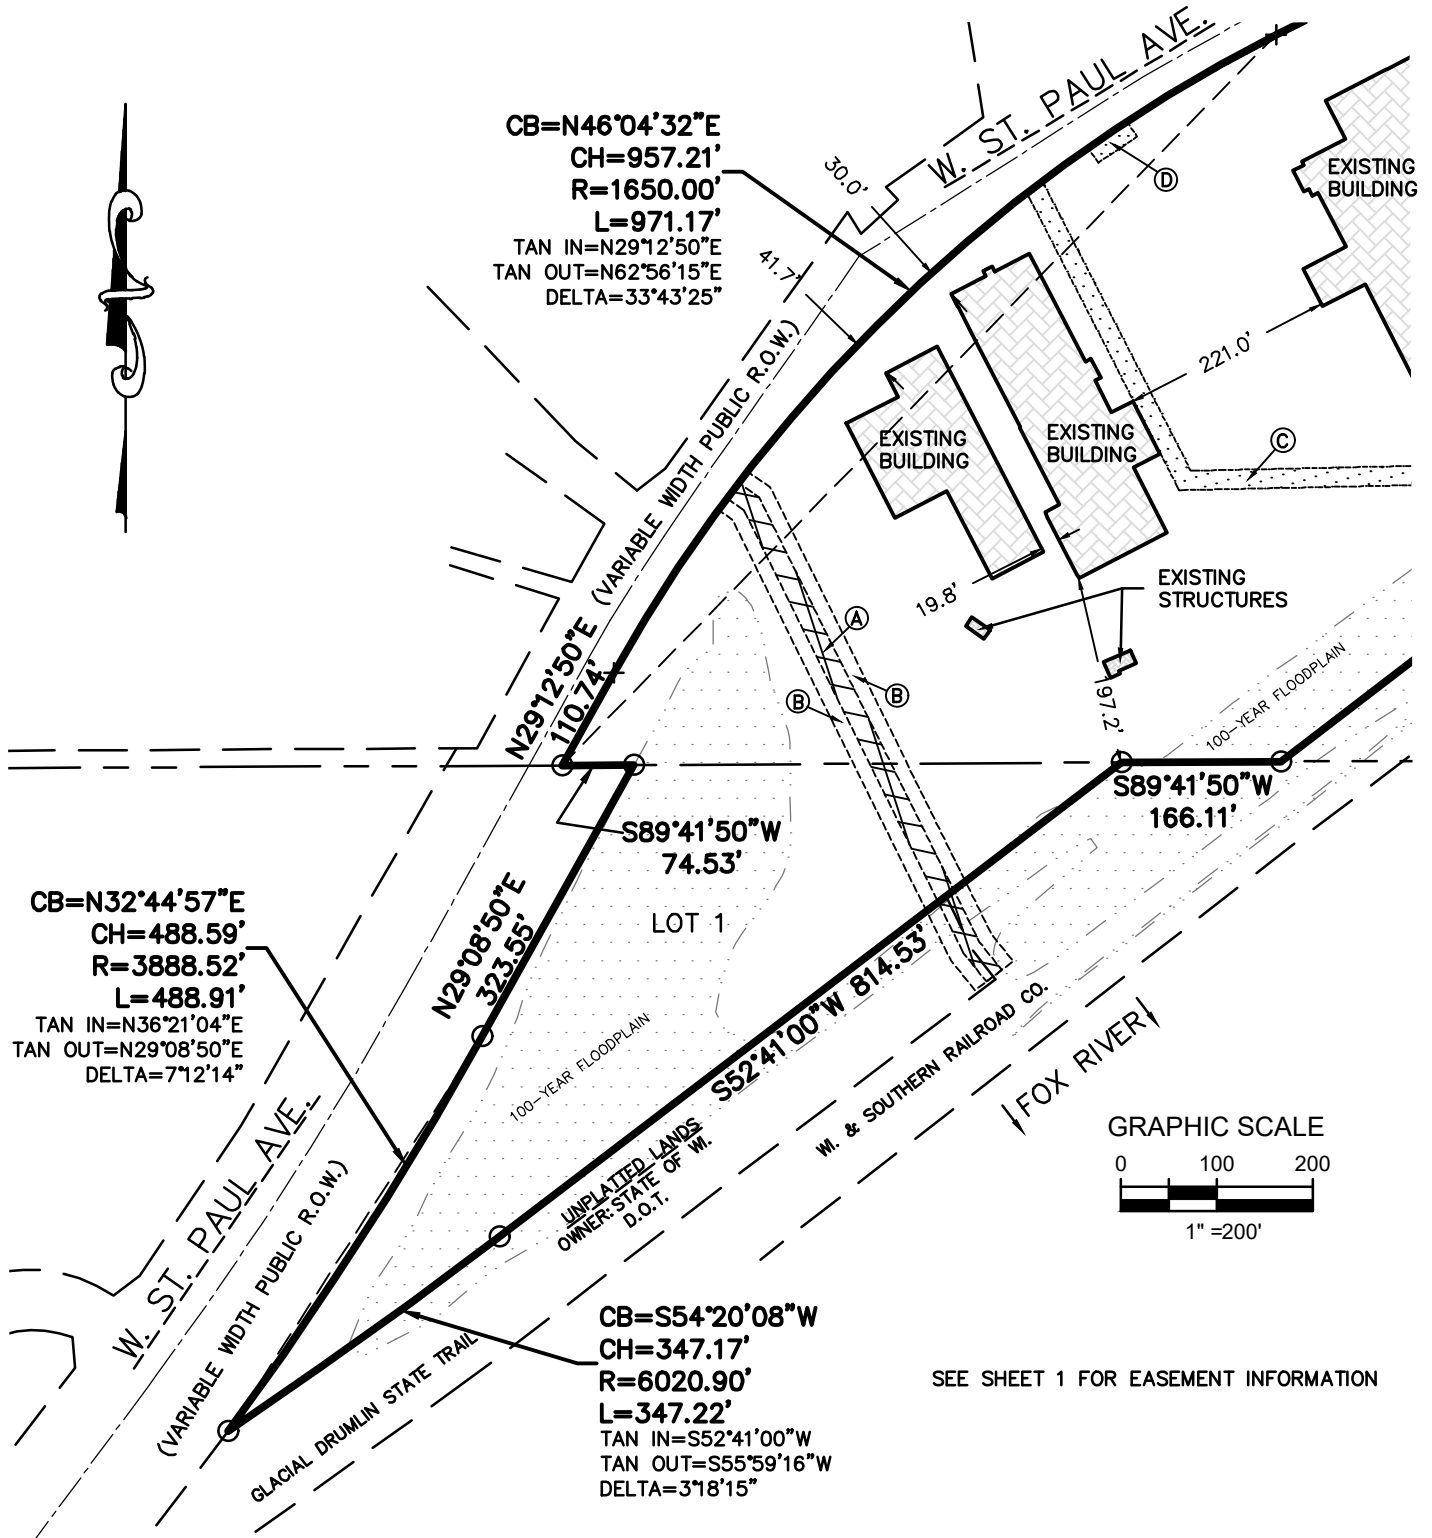 W. ST. PAUL AVE.
CB=N46°04'32"E
CH=957.21'
R=1650.00'
L=971.17'
TAN IN=N29°12'50"E
TAN OUT=N62°56'15"E
DELTA=33°43'25"
30.0'
41.7'
D
EXISTING
BUILDING
221.0'
EXISTING
BUILDING
EXISTING
BUILDING
C
(VARIABLE WIDTH PUBLIC R.O.W.)
19.8'
EXISTING
STRUCTURES
A
B
B
197.2'
100-YEAR FLOODPLAIN
N29°12'50"E
110.74'
S89°41'50"W
166.11'
S89°41'50"W
74.53'
LOT 1
CB=N32°44'57"E
CH=488.59'
R=3888.52'
L=488.91'
TAN IN=N36°21'04"E
TAN OUT=N29°08'50"E
DELTA=7°12'14"
N29°08'50"E
323.55'
S52°41'00"W 814.53'
100-YEAR FLOODPLAIN
WI. & SOUTHERN RAILROAD CO.
FOX RIVER
GRAPHIC SCALE
0 100 200
1" =200'
UNPLATTED LANDS
OWNER: STATE OF WI.
D.O.T.
W. ST. PAUL AVE.
(VARIABLE WIDTH PUBLIC R.O.W.)
GLACIAL DRUMLIN STATE TRAIL
CB=S54°20'08"W
CH=347.17'
R=6020.90'
L=347.22'
TAN IN=S52°41'00"W
TAN OUT=S55°59'16"W
DELTA=3°18'15"
SEE SHEET 1 FOR EASEMENT INFORMATION